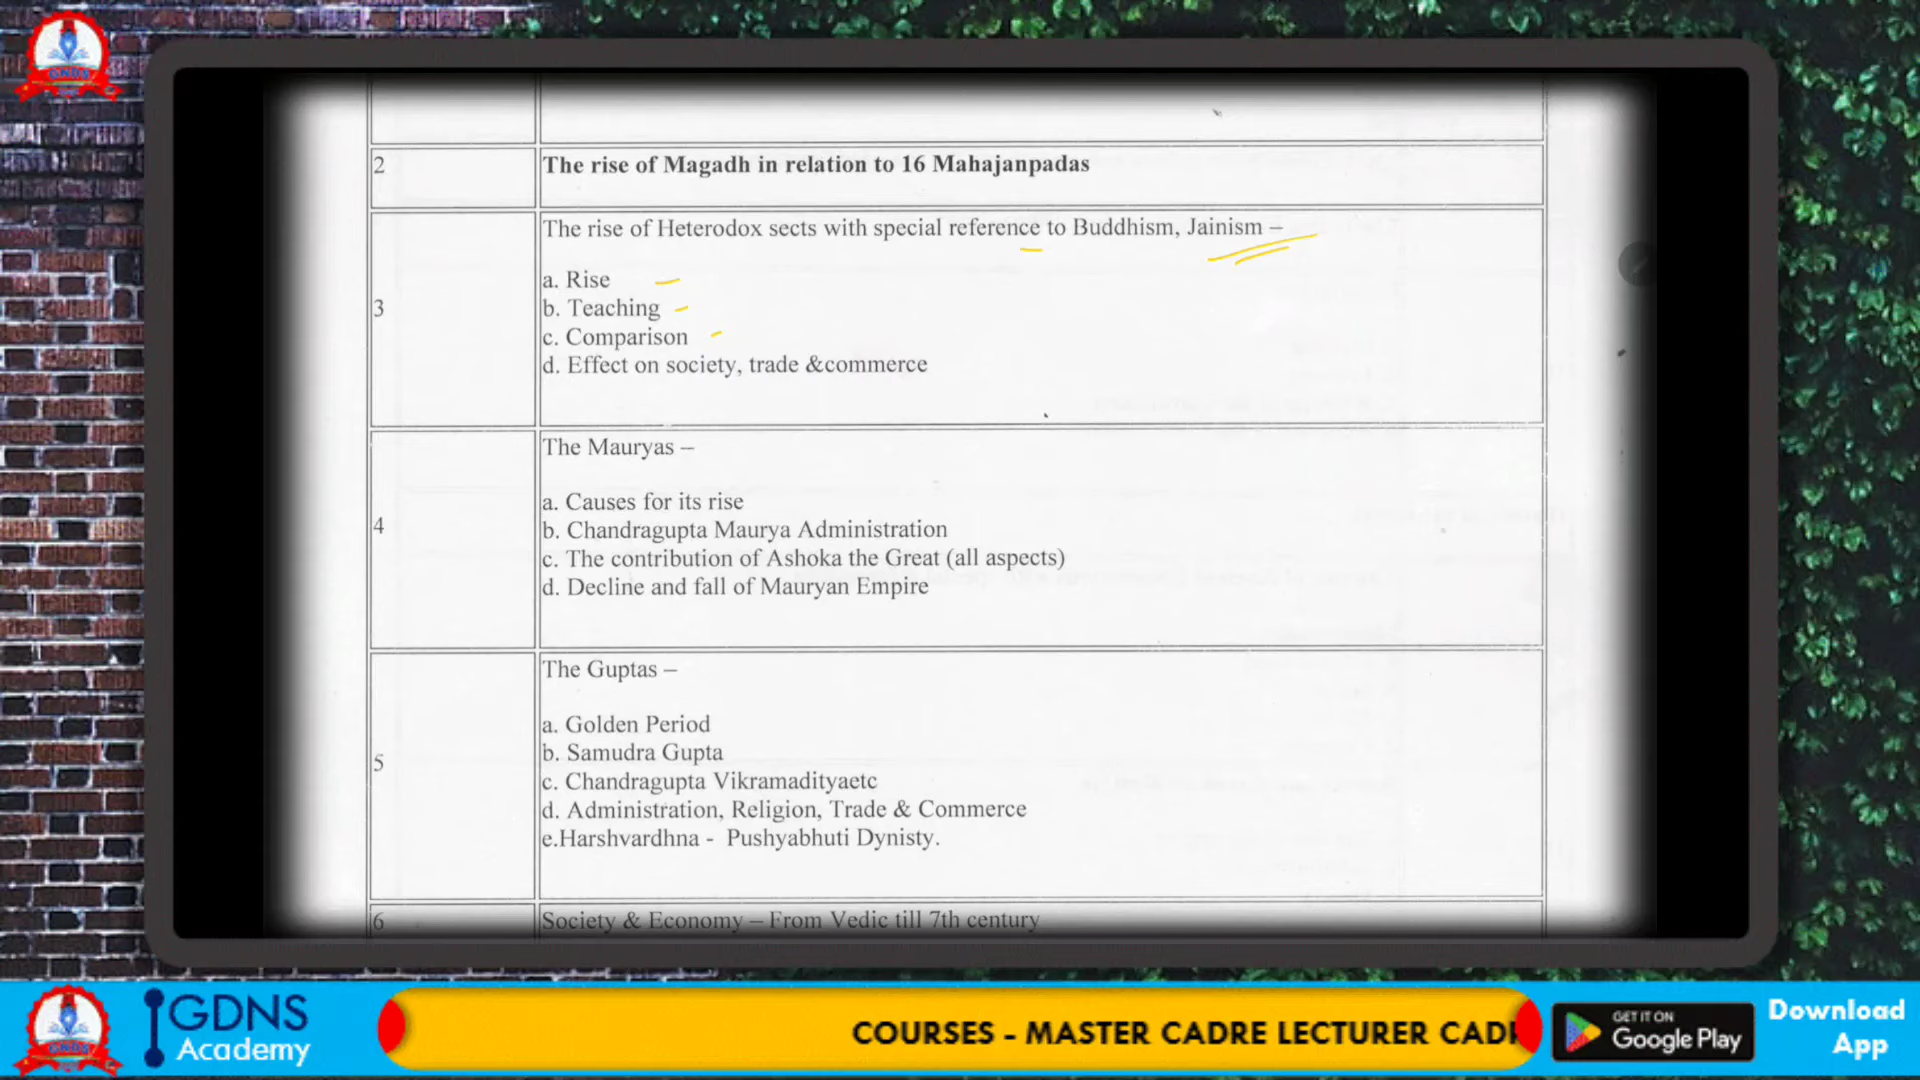 2
The rise of Magadh in relation to 16 Mahajanpadas
The rise of Heterodox sects with special reference to Buddhism, Jainism –
a. Rise
b. Teaching
3
c. Comparison
d. Effect on society, trade &commerce
The Mauryas –
a. Causes for its rise
4
b. Chandragupta Maurya Administration
c. The contribution of Ashoka the Great (all aspects)
d. Decline and fall of Mauryan Empire
The Guptas –
a. Golden Period
b. Samudra Gupta
5
c. Chandragupta Vikramadityaetc
d. Administration, Religion, Trade & Commerce
e.Harshvardhna - Pushyabhuti Dynisty.
6
Society & Economy – From Vedic till 7th century
GDNS
Academy
COURSES - MASTER CADRE LECTURER CAD
GET IT ON
Google Play
Download
App